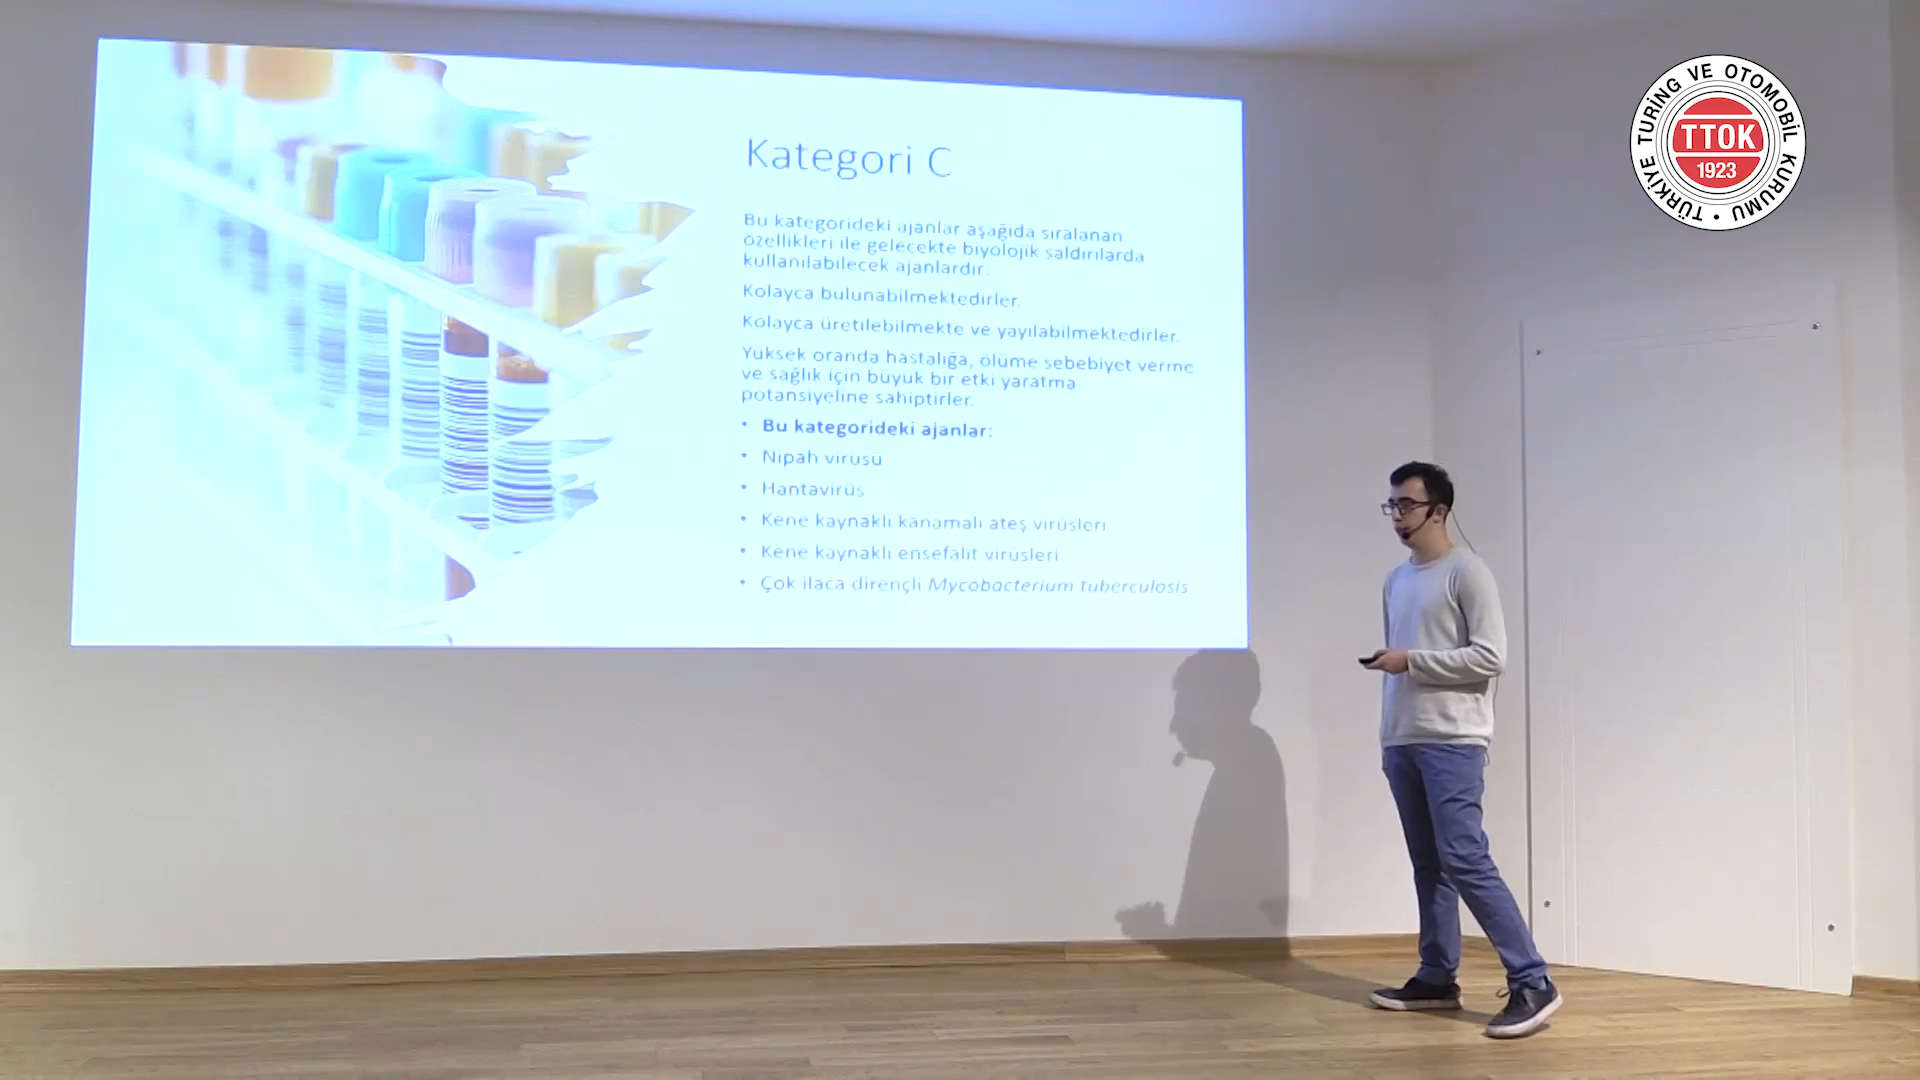 Kategori C
Bu kategorideki ajanlar aşağıda sıralanan
özellikleri ile gelecekte biyolojik saldırılarda
kullanılabilecek ajanlardır:
Kolayca bulunabilmektedirler.
Kolayca üretilebilmekte ve yayılabilmektedirler.
Yuksek oranda hastalığa, ölüme sebebiyet verme
ve sağlık için büyük bir etki yaratma
potansiyeline sahiptirler.
• Bu kategorideki ajanlar:
• Nipah virüsü
• Hantavirüs
• Kene kaynaklı kanamalı ateş virüsleri
• Kene kaynaklı ensefalit virüsleri
• Çok ilaca dirençli Mycobacterium tuberculosis
TÜRKİYE TURİNG VE OTOMOBİL KURUMU •
TTOK
1923